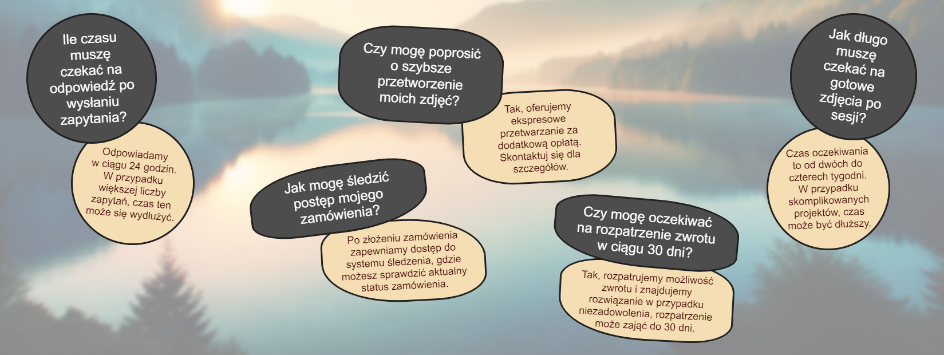 Ile czasu
muszę
czekać na
odpowiedź po
wysłaniu
zapytania?
Odpowiadamy
w ciągu 24 godzin.
W przypadku
większej liczby
zapytań, czas ten
może się wydłużyć.
Czy mogę poprosić
o szybsze
przetworzenie
moich zdjęć?
Tak, oferujemy
ekspresowe
przetwarzanie za
dodatkową opłatą.
Skontaktuj się dla
szczegółów.
Jak mogę śledzić
postęp mojego
zamówienia?
Po złożeniu zamówienia
zapewniamy dostęp do
systemu śledzenia, gdzie
możesz sprawdzić aktualny
status zamówienia.
Czy mogę oczekiwać
na rozpatrzenie zwrotu
w ciągu 30 dni?
Tak, rozpatrujemy możliwość
zwrotu i znajdujemy
rozwiązanie w przypadku
niezadowolenia, rozpatrzenie
może zająć do 30 dni.
Jak długo
muszę
czekać na
gotowe
zdjęcia po
sesji?
Czas oczekiwania
to od dwóch do
czterech tygodni.
W przypadku
skomplikowanych
projektów, czas
może być dłuższy.